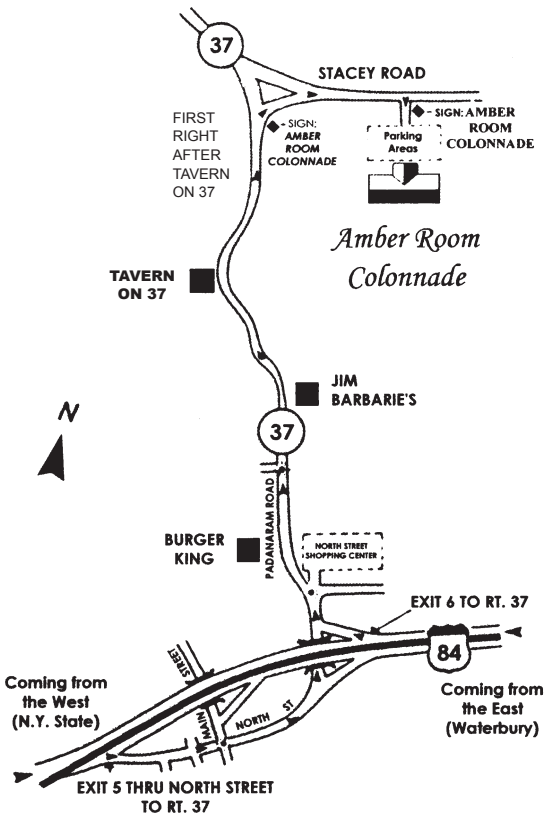 37
STACEY ROAD
FIRST
RIGHT
AFTER
TAVERN
ON 37
SIGN:
AMBER
ROOM
COLONNADE
SIGN: AMBER
ROOM
COLONNADE
Parking
Areas
Amber Room
Colonnade
TAVERN
ON 37
JIM
BARBARIE'S
N
37
PADANARAM ROAD
BURGER
KING
NORTH STREET
SHOPPING CENTER
EXIT 6 TO RT. 37
84
STREET
MAIN
NORTH ST
Coming from
the West
(N.Y. State)
Coming from
the East
(Waterbury)
EXIT 5 THRU NORTH STREET
TO RT. 37